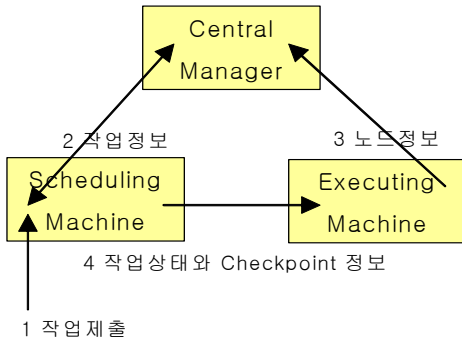 Central
Manager
2 작업정보
3 노드정보
Scheduling
Machine
Executing
Machine
4 작업상태와 Checkpoint 정보
1 작업제출